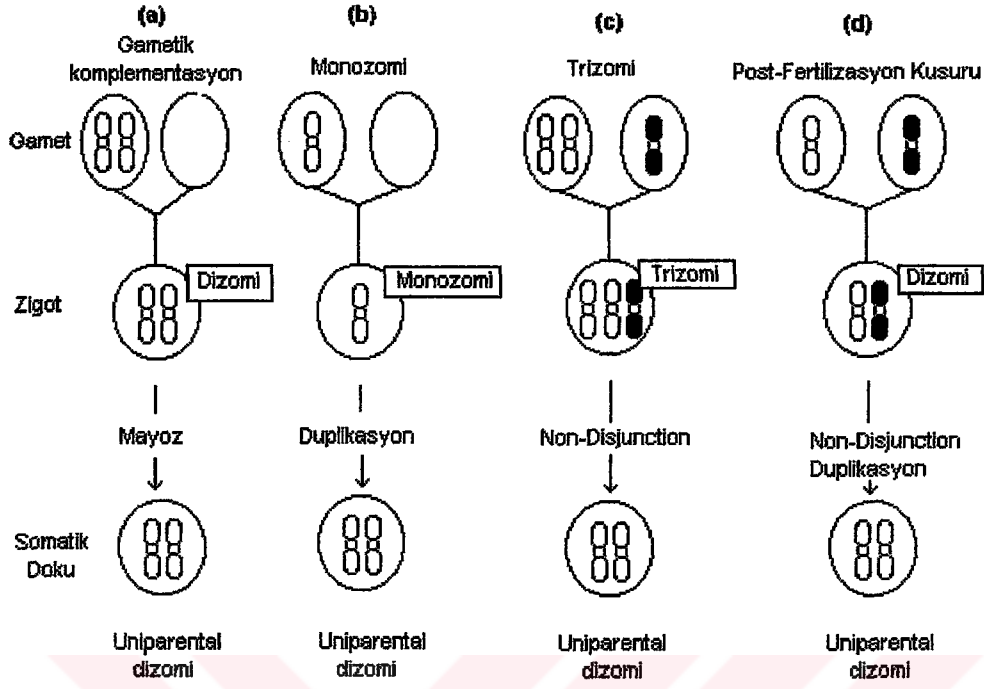 (a) (b) (c) (d)
Gametik komplementasyon
Monozomi
Trizomi
Post-Fertilizasyon Kusuru
Gamet
Zigot
Dizomi
Monozomi
Trizomi
Dizomi
Mayoz
Duplikasyon
Non-Disjunction
Non-Disjunction
Duplikasyon
Somatik
Doku
Uniparental
dizomi
Uniparental
dizomi
Uniparental
dizomi
Uniparental
dizomi